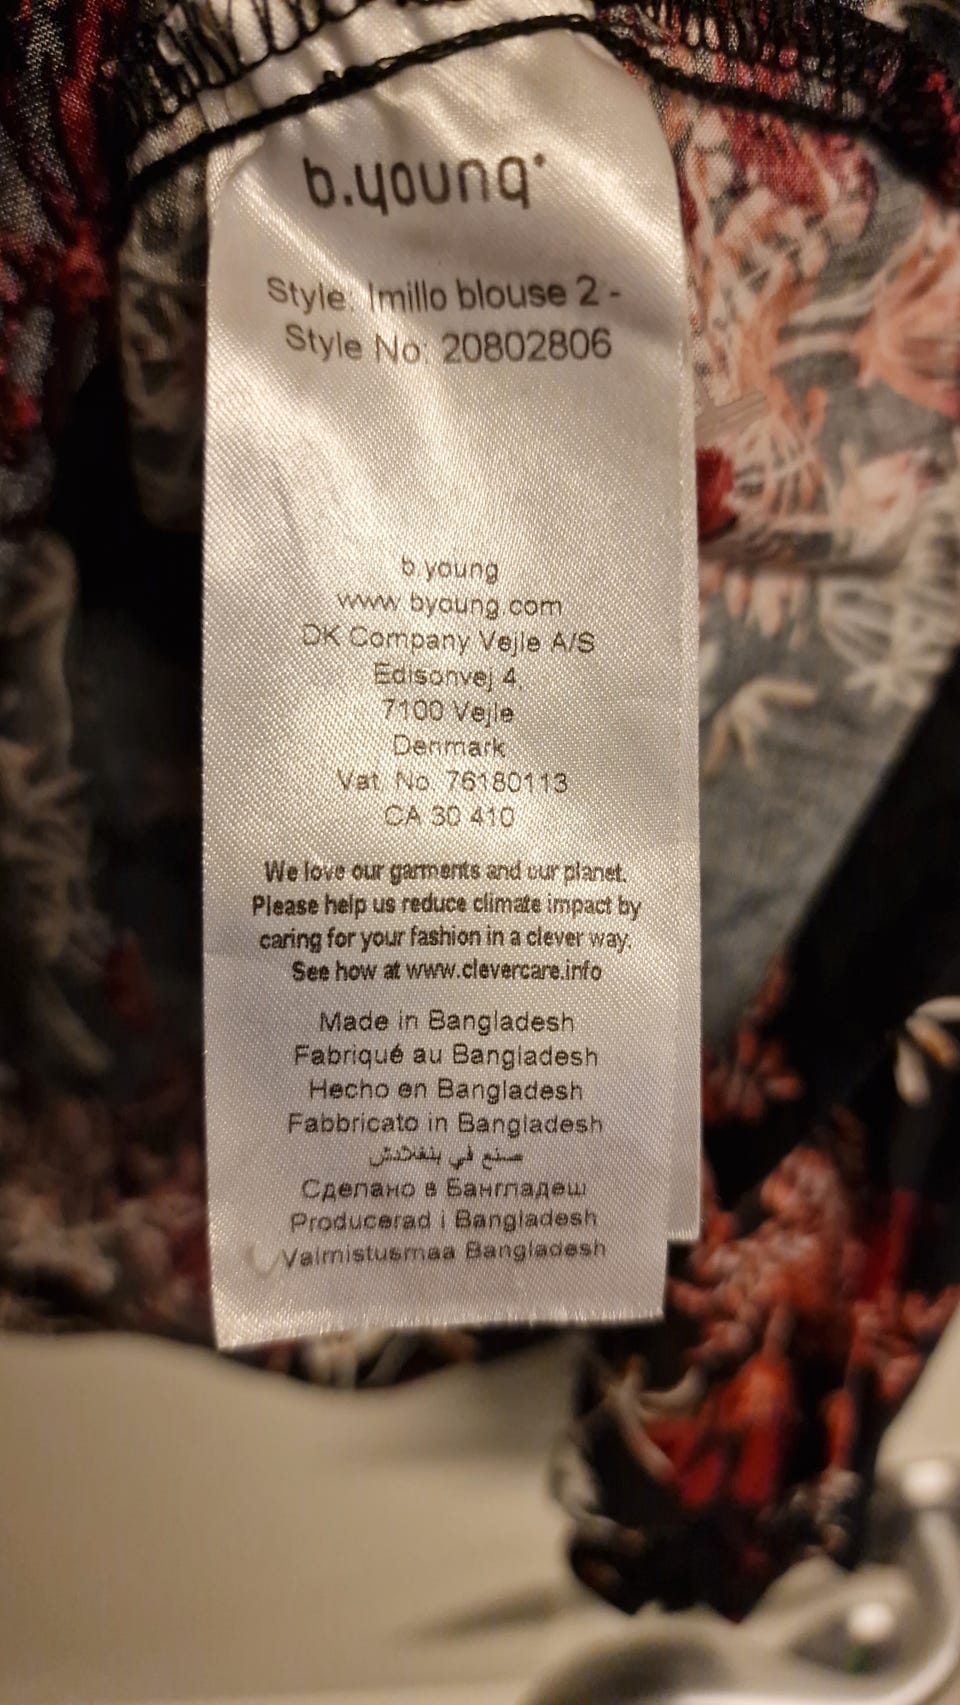 b.young®
Style: Imillo blouse 2 -
Style No: 20802806
b.young
www.byoung.com
DK Company Vejle A/S
Edisonvej 4,
7100 Vejle
Denmark
Vat. No. 76180113
CA 30 410
We love our garments and our planet.
Please help us reduce climate impact by
caring for your fashion in a clever way.
See how at www.clevercare.info
Made in Bangladesh
Fabriqué au Bangladesh
Hecho en Bangladesh
Fabbricato in Bangladesh
صنع في بنغلادش
Сделано в Бангладеш
Producerad i Bangladesh
Valmistusmaa Bangladesh